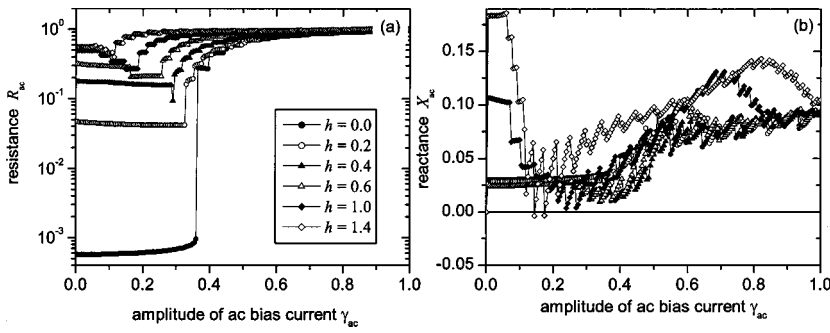 (a)
10^0
10^-1
10^-2
10^-3
resistance R_ac
h = 0.0
h = 0.2
h = 0.4
h = 0.6
h = 1.0
h = 1.4
0.0 0.2 0.4 0.6 0.8 1.0
amplitude of ac bias current γ_ac
(b)
0.15
0.10
0.05
0.00
-0.05
reactance X_ac
0.0 0.2 0.4 0.6 0.8 1.0
amplitude of ac bias current γ_ac